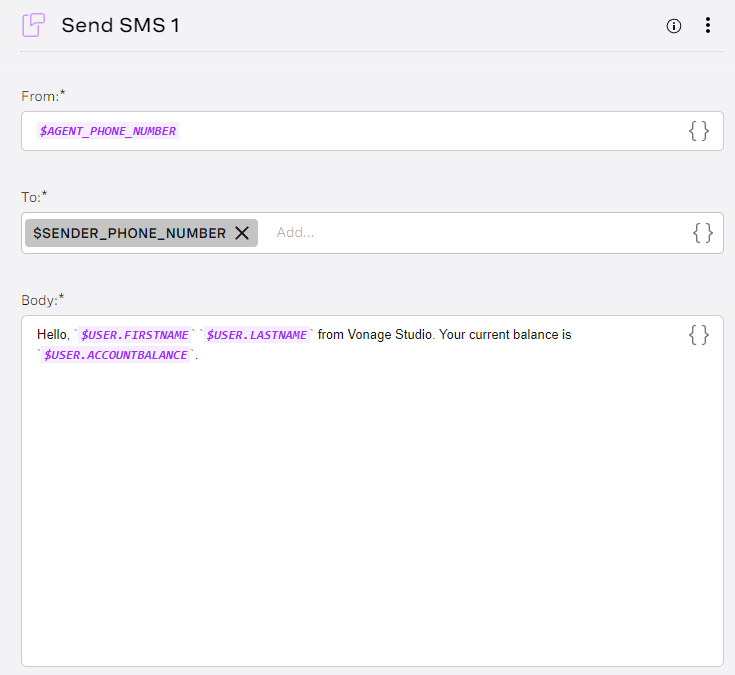 Send SMS 1
From:*
$AGENT_PHONE_NUMBER
{ }
To:*
$SENDER_PHONE_NUMBER
Add...
{ }
Body:*
Hello, `$USER.FIRSTNAME` `$USER.LASTNAME` from Vonage Studio. Your current balance is
`$USER.ACCOUNTBALANCE`.
{ }